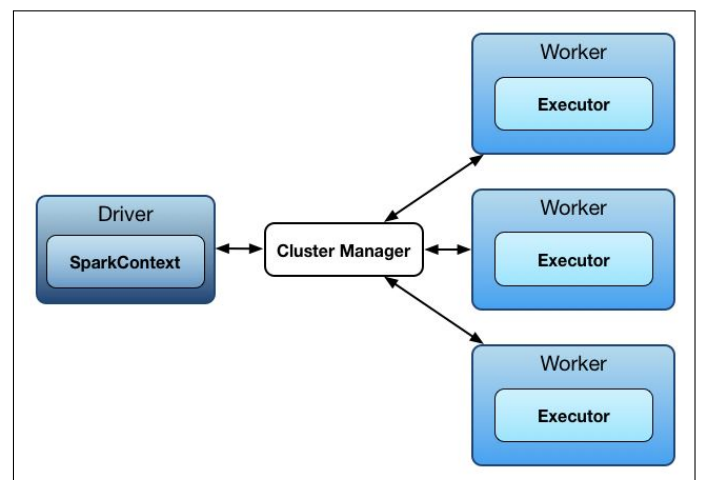 Driver
SparkContext
Cluster Manager
Worker
Executor
Worker
Executor
Worker
Executor